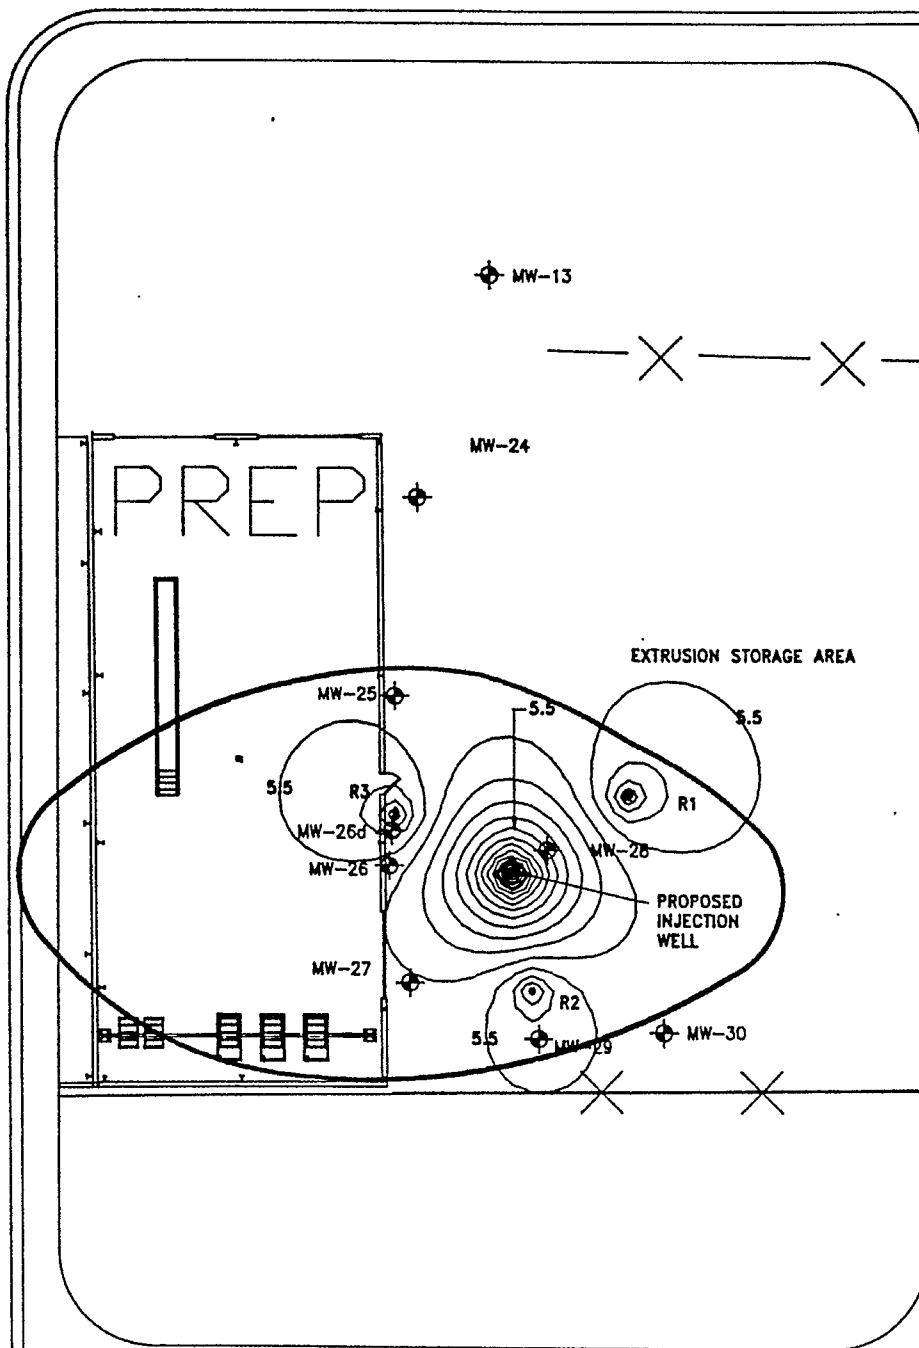 MW-13
MW-24
PREP
EXTRUSION STORAGE AREA
MW-25
5.5
5.5
5.5
R3
R1
MW-26d
MW-28
MW-26
PROPOSED
INJECTION
WELL
MW-27
R2
5.5
MW-29
MW-30